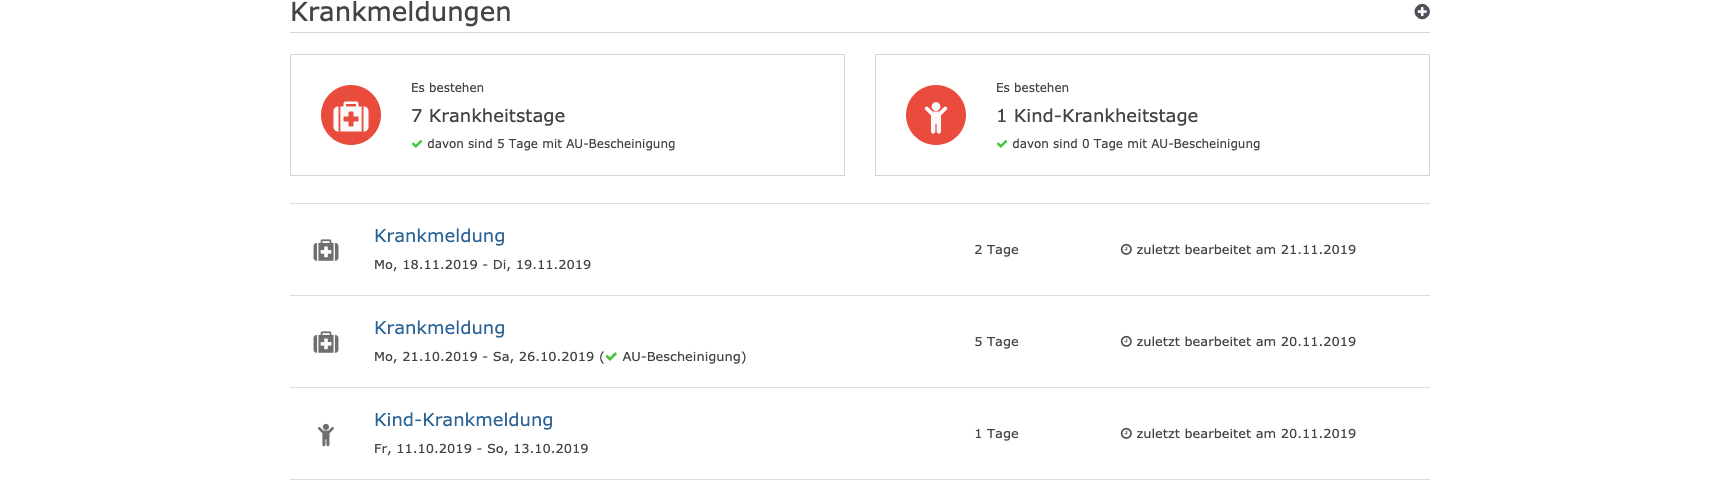 Krankmeldungen
Es bestehen
7 Krankheitstage
davon sind 5 Tage mit AU-Bescheinigung
Es bestehen
1 Kind-Krankheitstage
davon sind 0 Tage mit AU-Bescheinigung
Krankmeldung
Mo, 18.11.2019 - Di, 19.11.2019
2 Tage
zuletzt bearbeitet am 21.11.2019
Krankmeldung
Mo, 21.10.2019 - Sa, 26.10.2019 (✔ AU-Bescheinigung)
5 Tage
zuletzt bearbeitet am 20.11.2019
Kind-Krankmeldung
Fr, 11.10.2019 - So, 13.10.2019
1 Tage
zuletzt bearbeitet am 20.11.2019